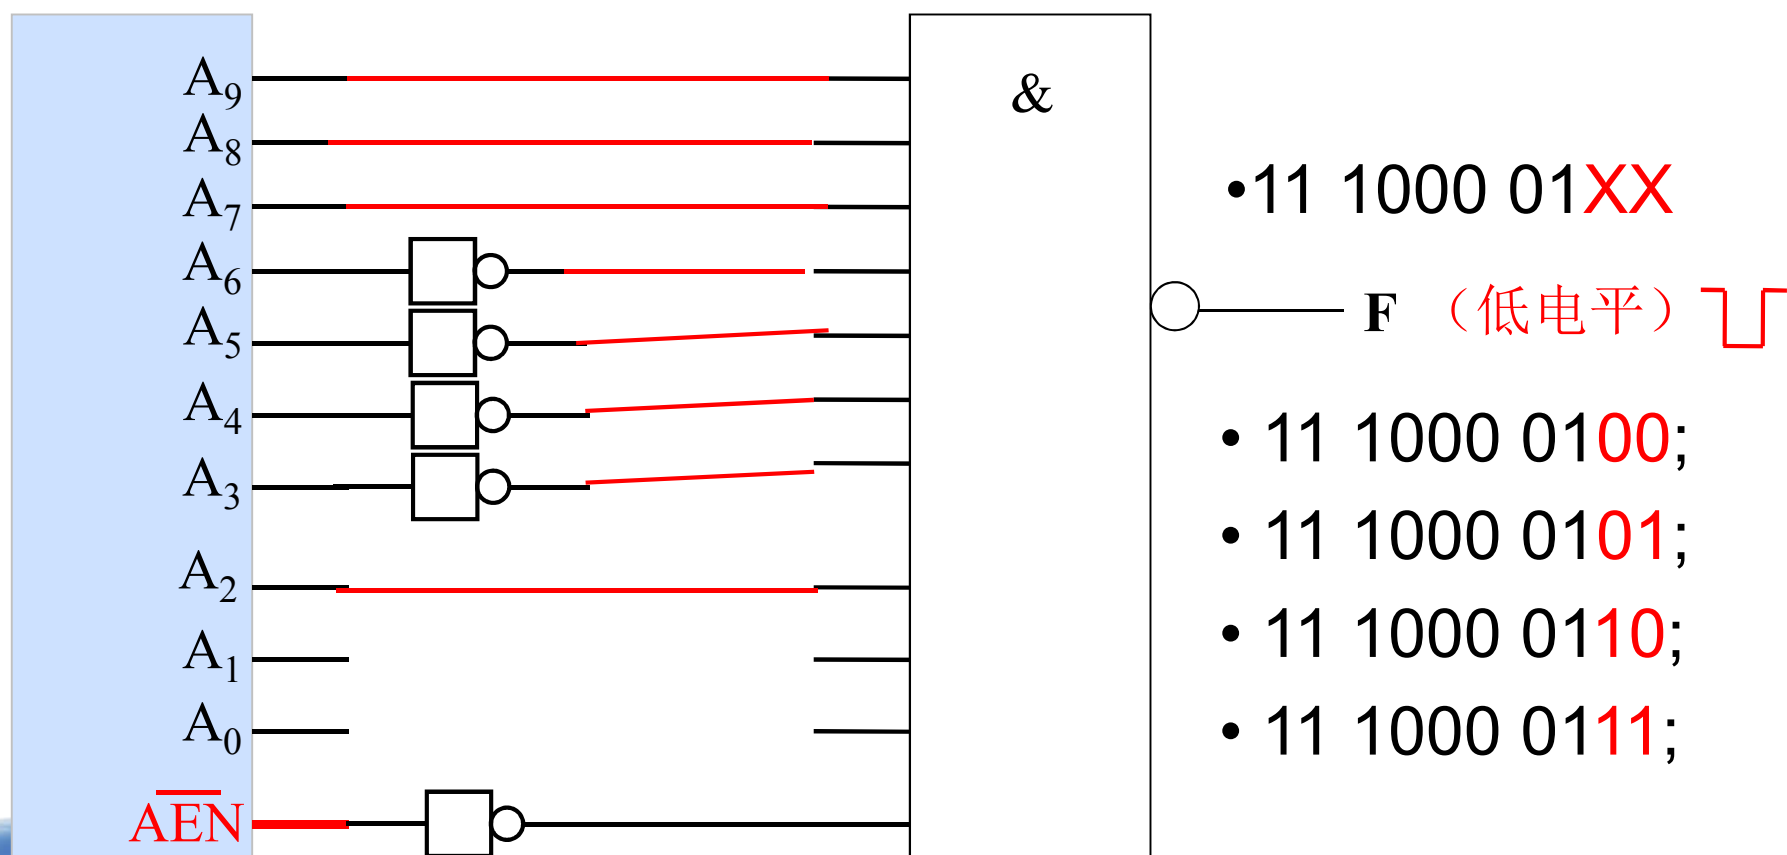 A₉
A₈
A₇
A₆
A₅
A₄
A₃
A₂
A₁
A₀
A̅E̅N̅
&
•11 1000 01XX
F （低电平）
• 11 1000 0100;
• 11 1000 0101;
• 11 1000 0110;
• 11 1000 0111;